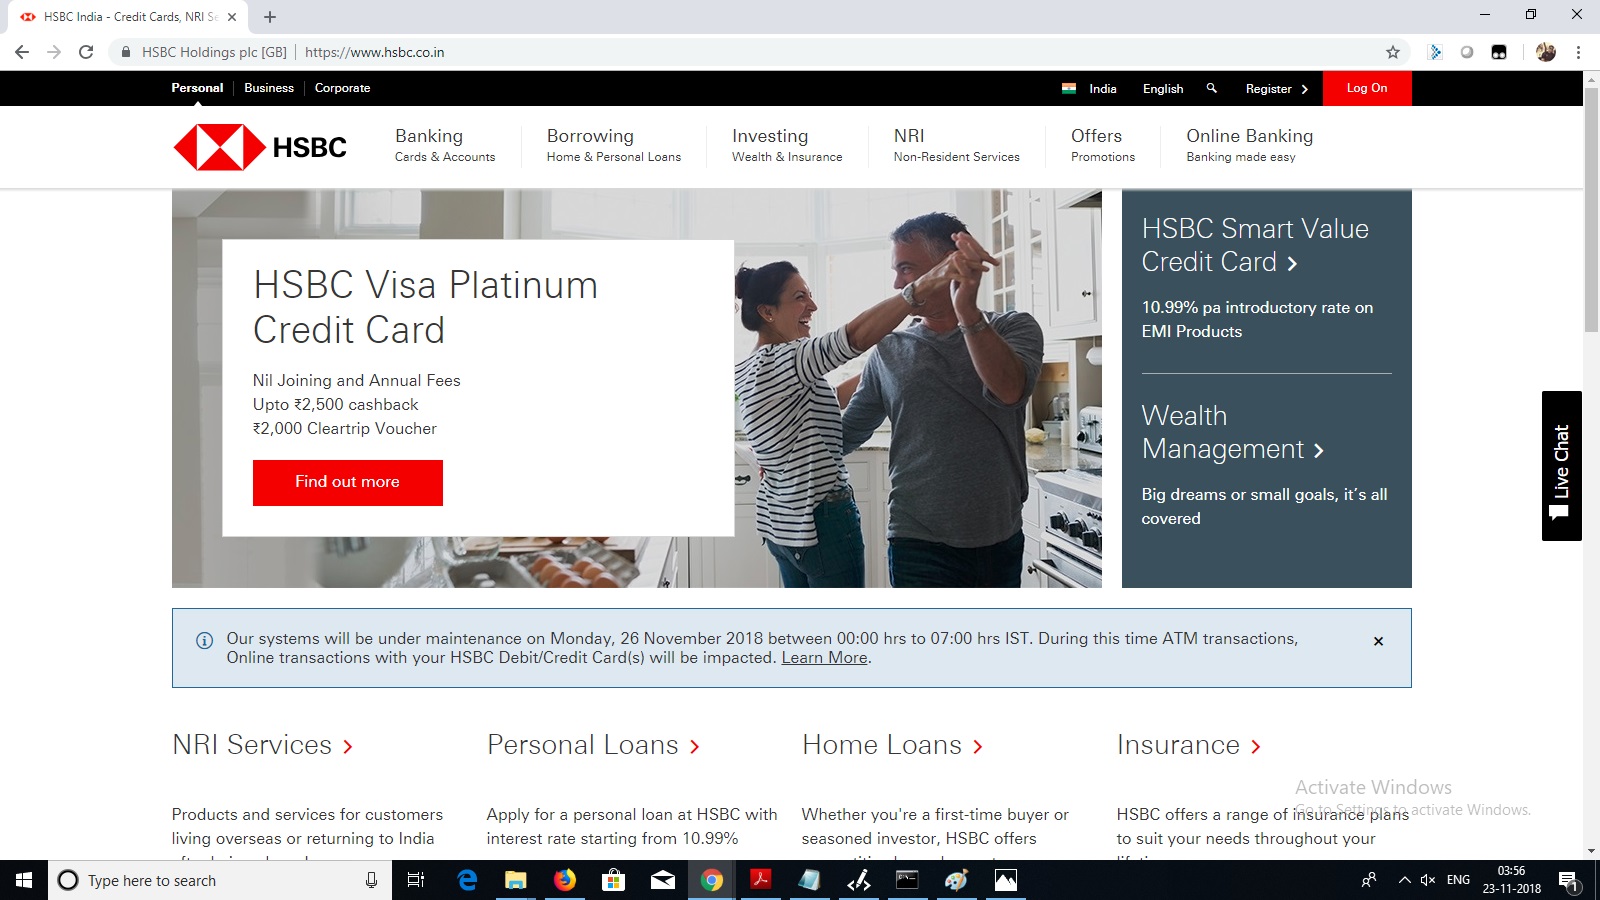 HSBC India - Credit Cards, NRI Se
HSBC Holdings plc [GB] https://www.hsbc.co.in
Personal Business Corporate India English Register Log On
HSBC
Banking
Cards & Accounts
Borrowing
Home & Personal Loans
Investing
Wealth & Insurance
NRI
Non-Resident Services
Offers
Promotions
Online Banking
Banking made easy
HSBC Visa Platinum
Credit Card
Nil Joining and Annual Fees
Upto ₹2,500 cashback
₹2,000 Cleartrip Voucher
Find out more
HSBC Smart Value
Credit Card
10.99% pa introductory rate on
EMI Products
Wealth
Management
Big dreams or small goals, it's all
covered
Live Chat
Our systems will be under maintenance on Monday, 26 November 2018 between 00:00 hrs to 07:00 hrs IST. During this time ATM transactions,
Online transactions with your HSBC Debit/Credit Card(s) will be impacted. Learn More.
NRI Services
Products and services for customers
living overseas or returning to India
Personal Loans
Apply for a personal loan at HSBC with
interest rate starting from 10.99%
Home Loans
Whether you're a first-time buyer or
seasoned investor, HSBC offers
Insurance
HSBC offers a range of insurance plans
to suit your needs throughout your
Activate Windows
Go to Settings to activate Windows.
Type here to search
ENG
03:56
23-11-2018
1